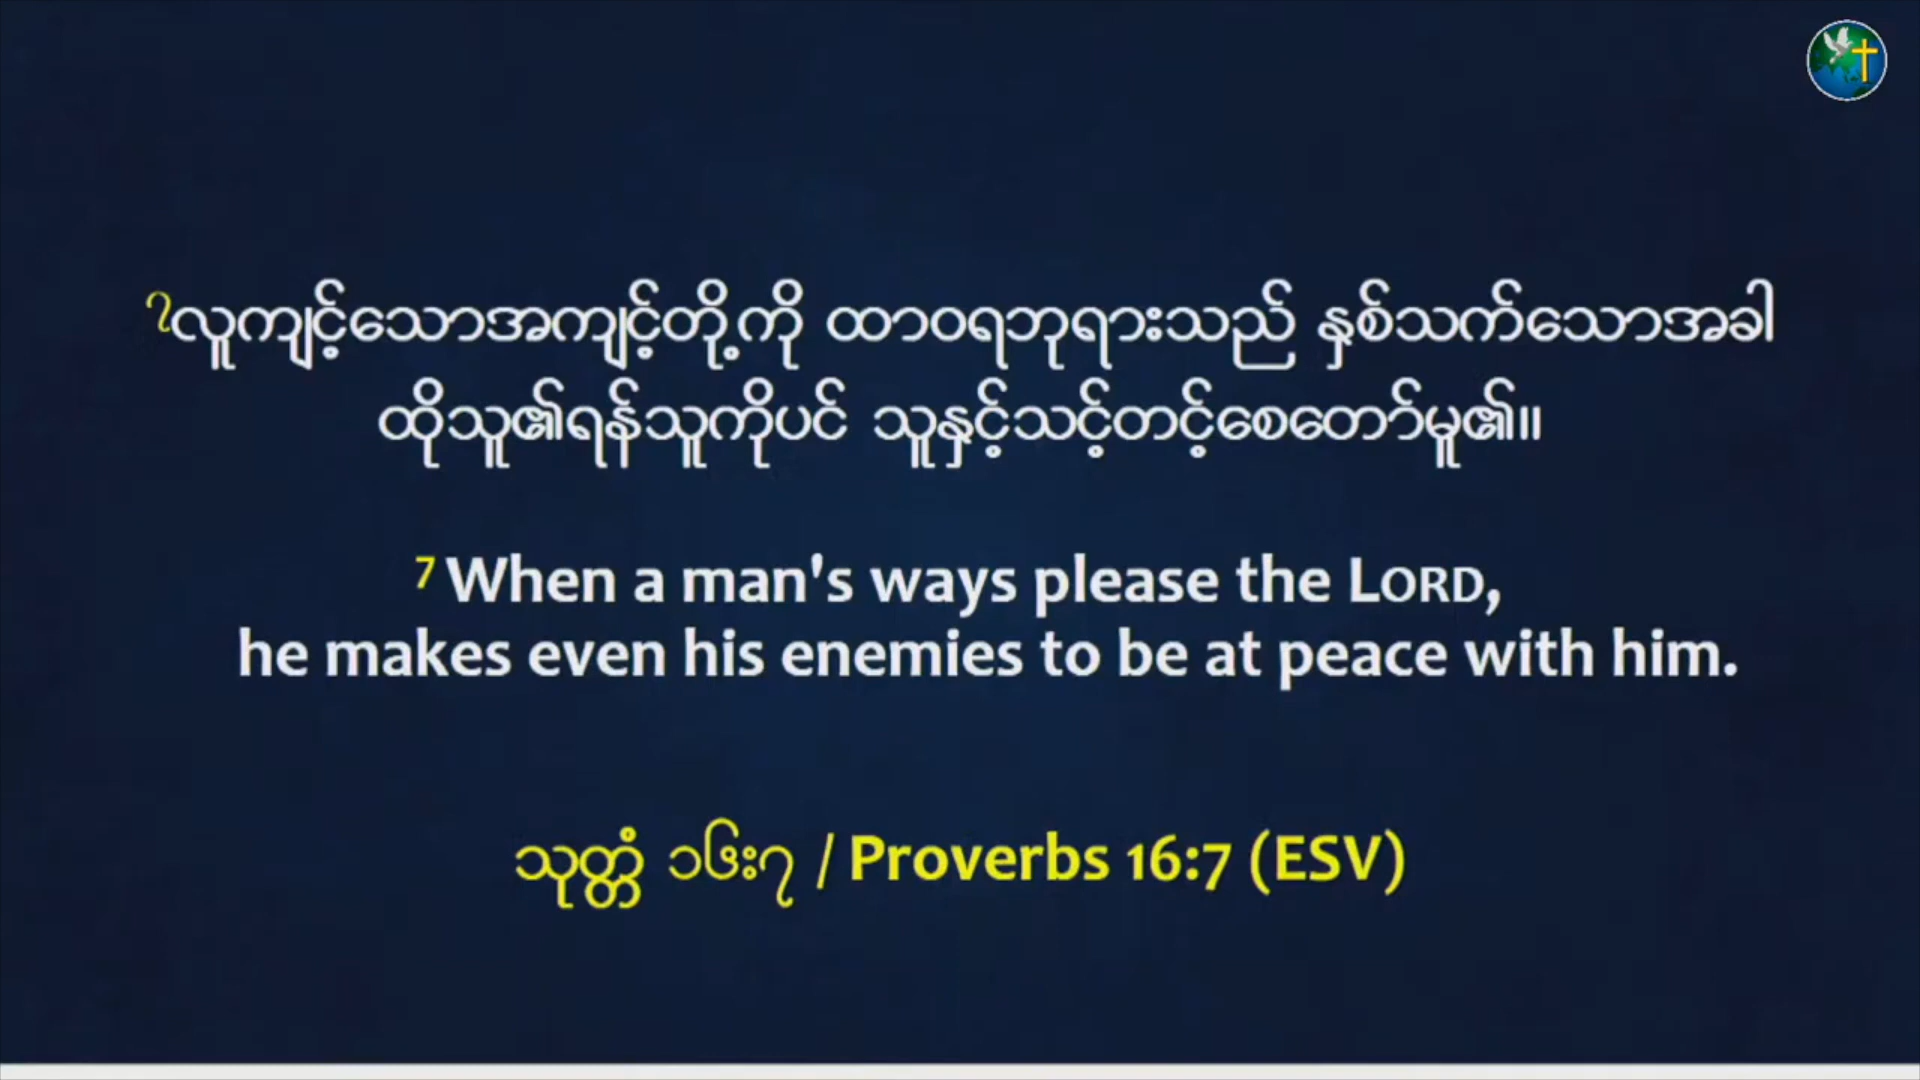 ၇လူကျင့်သောအကျင့်တို့ကို ထာဝရဘုရားသည် နှစ်သက်သောအခါ
ထိုသူ၏ရန်သူကိုပင် သူနှင့်သင့်တင့်စေတော်မူ၏။
7 When a man's ways please the LORD,
he makes even his enemies to be at peace with him.
သုတ္တံ ၁၆း၇ / Proverbs 16:7 (ESV)